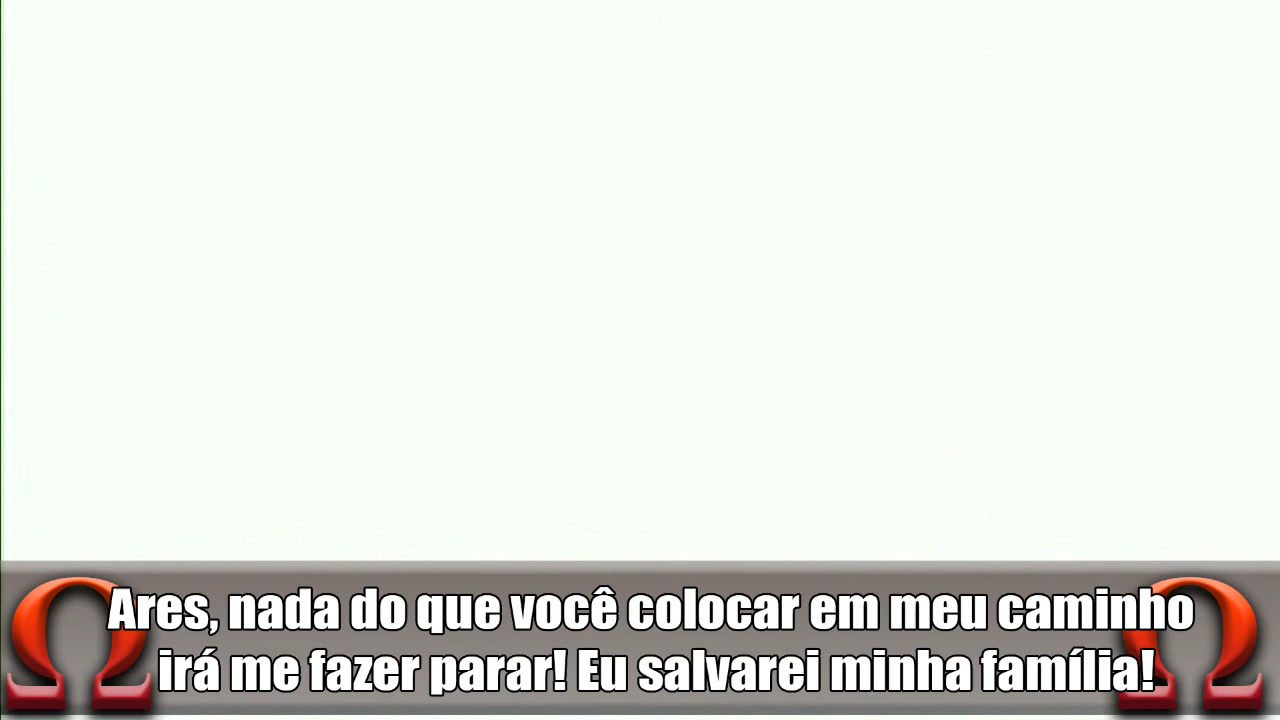 Ares, nada do que você colocar em meu caminho
irá me fazer parar! Eu salvarei minha família!